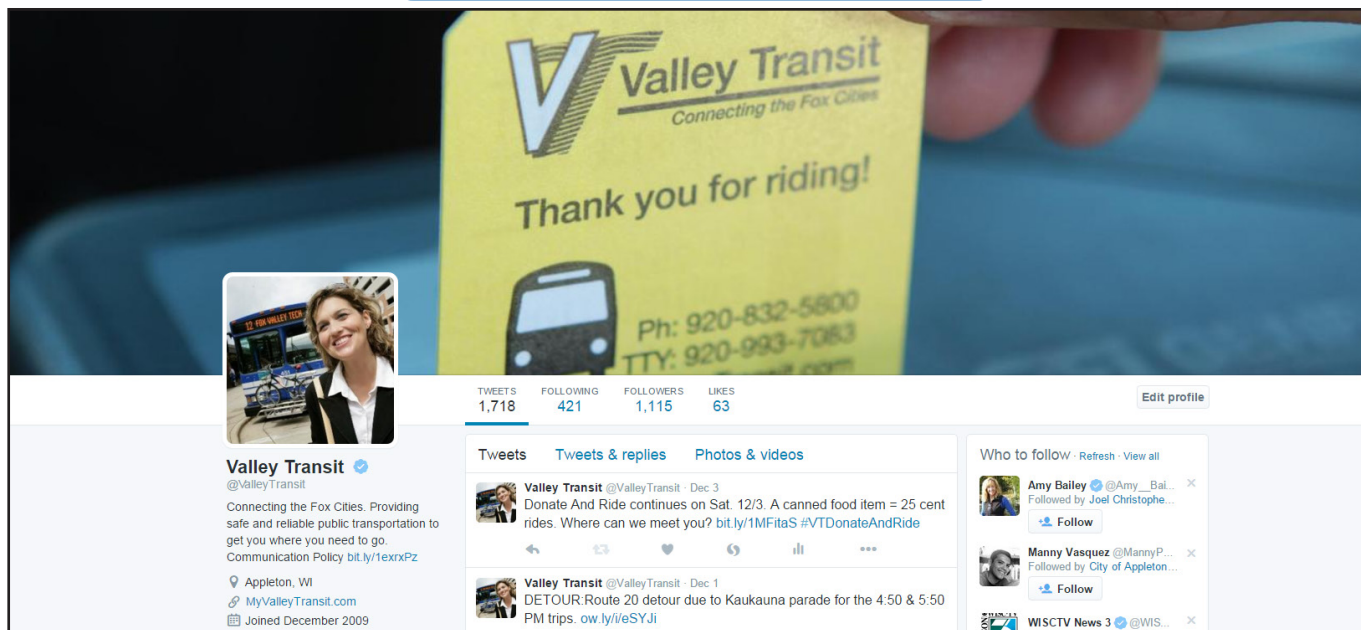 Valley Transit
Connecting the Fox Cities
Thank you for riding!
Ph: 920-832-5800
TTY: 920-993-7083
12 FOX VALLEY TECH
TWEETS
1,718
FOLLOWING
421
FOLLOWERS
1,115
LIKES
63
Edit profile
Valley Transit
@ValleyTransit
Connecting the Fox Cities. Providing
safe and reliable public transportation to
get you where you need to go.
Communication Policy bit.ly/1exrxPz
Appleton, WI
MyValleyTransit.com
Joined December 2009
Tweets Tweets & replies Photos & videos
Valley Transit @ValleyTransit · Dec 3
Donate And Ride continues on Sat. 12/3. A canned food item = 25 cent
rides. Where can we meet you? bit.ly/1MFitaS #VTDonateAndRide
Valley Transit @ValleyTransit · Dec 1
DETOUR:Route 20 detour due to Kaukauna parade for the 4:50 & 5:50
PM trips. ow.ly/i/eSYJi
Who to follow · Refresh · View all
Amy Bailey @Amy__Bai...
Followed by Joel Christophe...
Follow
Manny Vasquez @MannyP...
Followed by City of Appleton...
Follow
WISCTV News 3 @WIS...